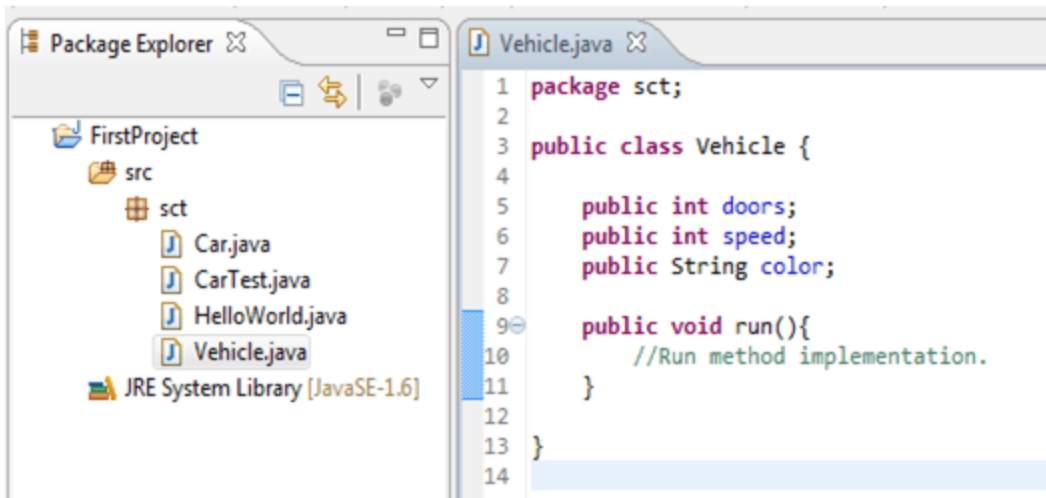 Package Explorer
FirstProject
src
sct
Car.java
CarTest.java
HelloWorld.java
Vehicle.java
JRE System Library [JavaSE-1.6]
Vehicle.java
1 package sct;
2
3 public class Vehicle {
4
5     public int doors;
6     public int speed;
7     public String color;
8
9     public void run(){
10         //Run method implementation.
11     }
12
13 }
14